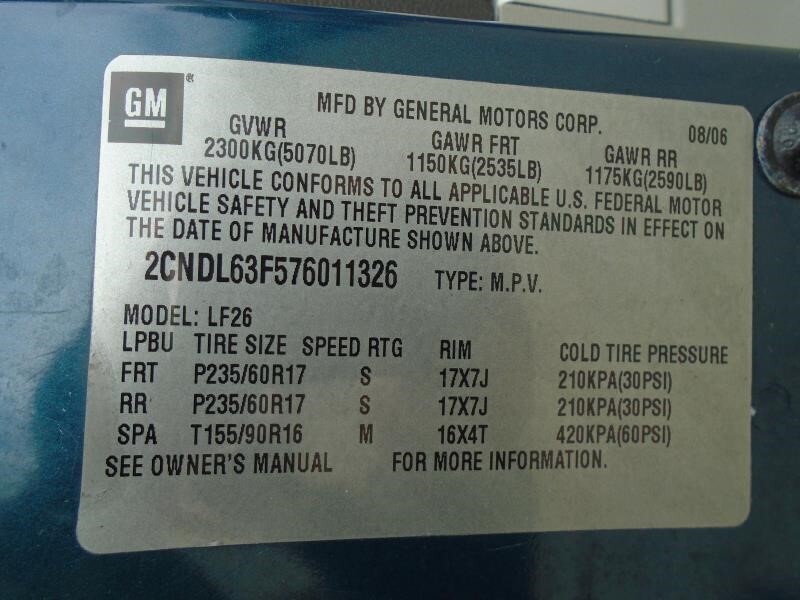 GM ®
MFD BY GENERAL MOTORS CORP. 08/06
GVWR GAWR FRT GAWR RR
2300KG(5070LB) 1150KG(2535LB) 1175KG(2590LB)
THIS VEHICLE CONFORMS TO ALL APPLICABLE U.S. FEDERAL MOTOR
VEHICLE SAFETY AND THEFT PREVENTION STANDARDS IN EFFECT ON
THE DATE OF MANUFACTURE SHOWN ABOVE.
2CNDL63F576011326 TYPE: M.P.V.
MODEL: LF26
LPBU TIRE SIZE SPEED RTG RIM COLD TIRE PRESSURE
FRT P235/60R17 S 17X7J 210KPA(30PSI)
RR P235/60R17 S 17X7J 210KPA(30PSI)
SPA T155/90R16 M 16X4T 420KPA(60PSI)
SEE OWNER'S MANUAL FOR MORE INFORMATION.